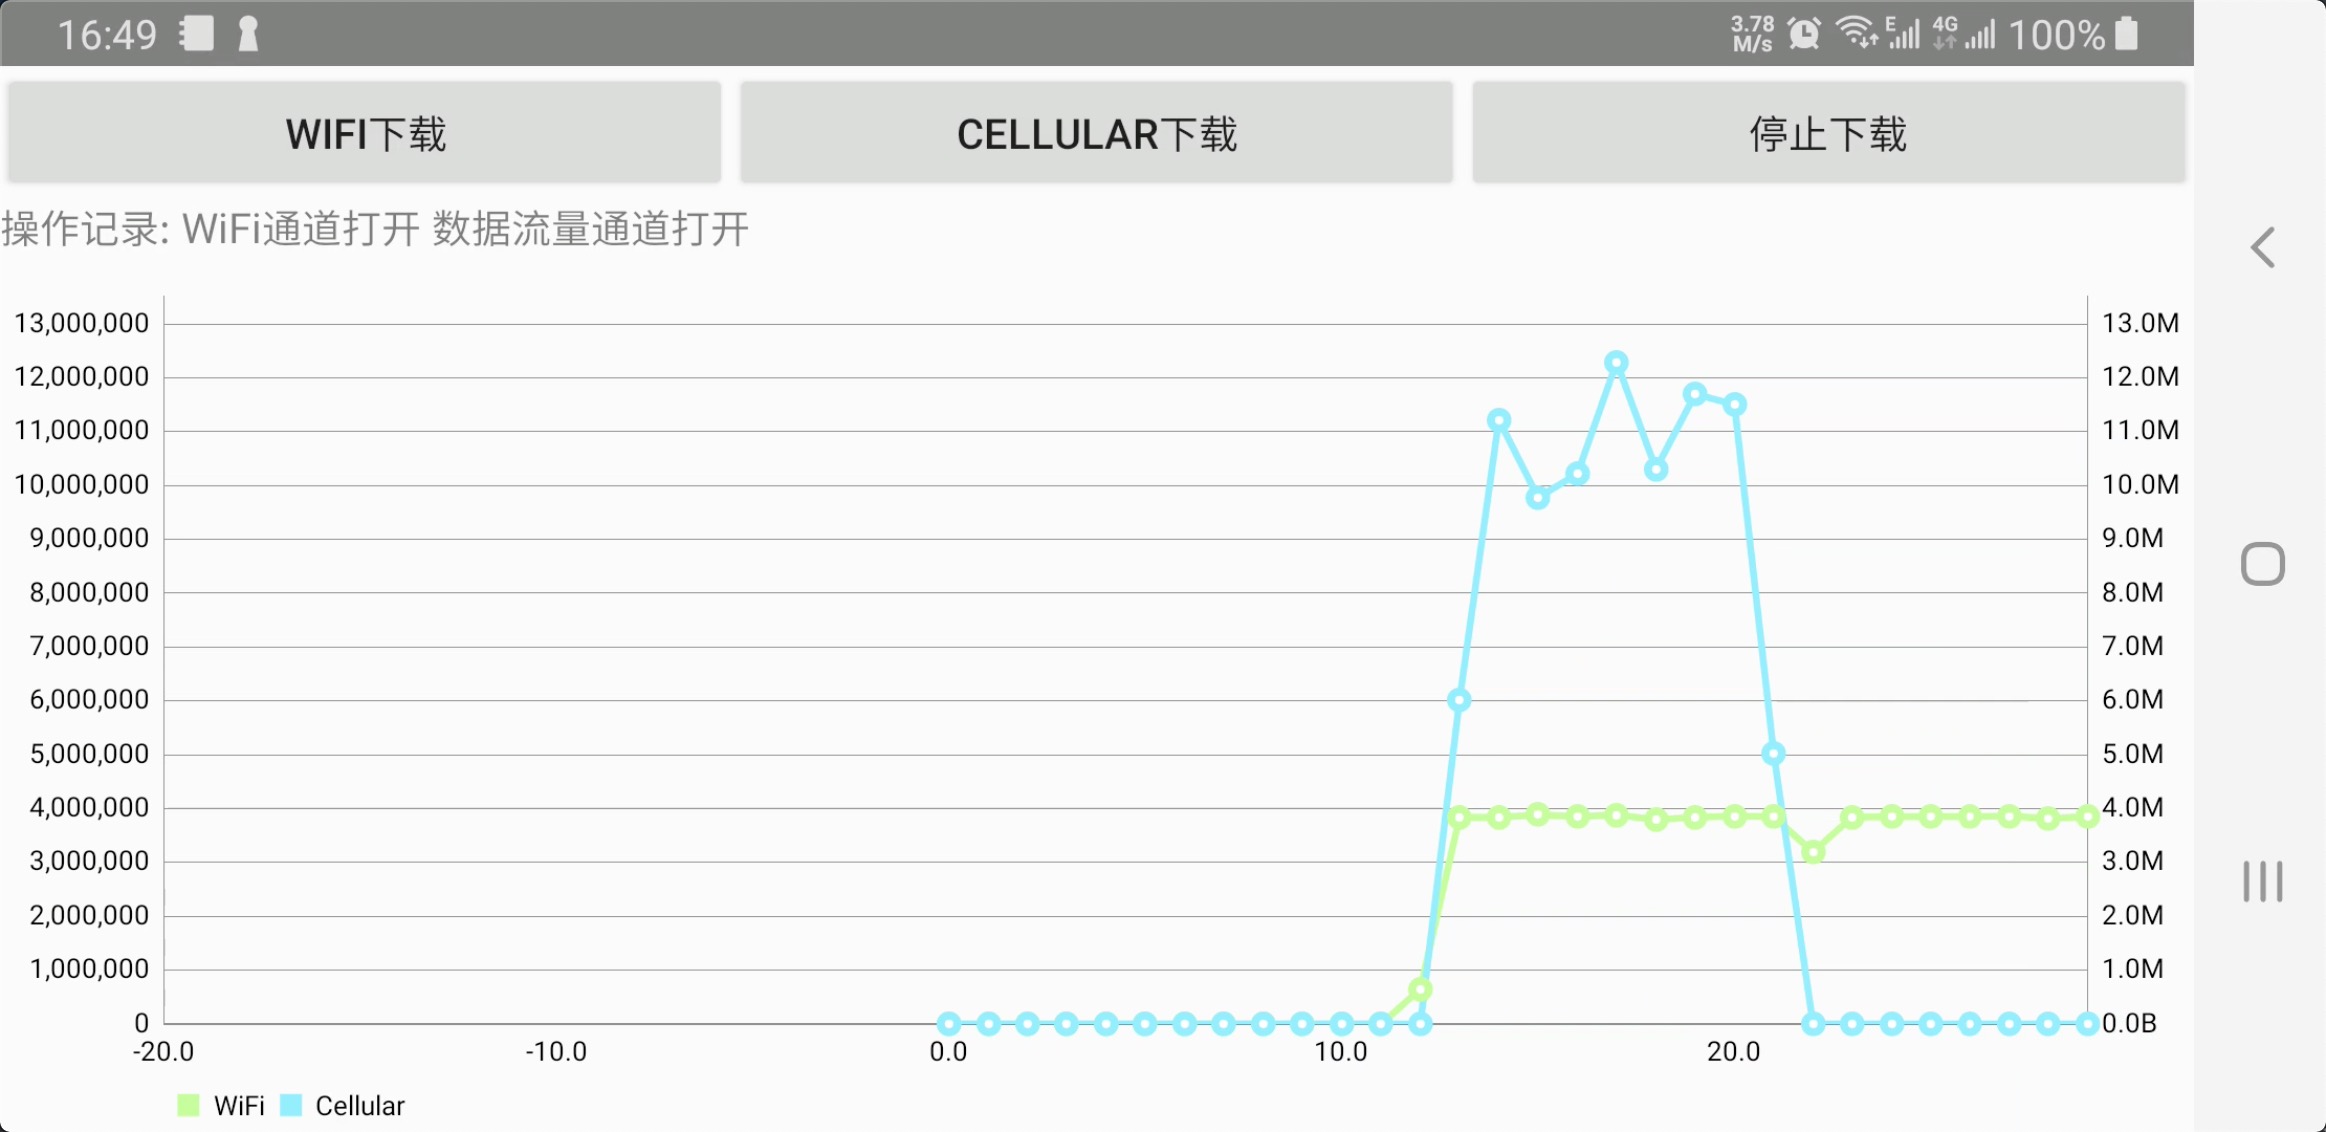 16:49 3.78 M/s E 4G 100%
WIFI下载 CELLULAR下载 停止下载
操作记录: WiFi通道打开 数据流量通道打开
13,000,000 13.0M
12,000,000 12.0M
11,000,000 11.0M
10,000,000 10.0M
9,000,000 9.0M
8,000,000 8.0M
7,000,000 7.0M
6,000,000 6.0M
5,000,000 5.0M
4,000,000 4.0M
3,000,000 3.0M
2,000,000 2.0M
1,000,000 1.0M
0 0.0B
-20.0 -10.0 0.0 10.0 20.0
WiFi Cellular